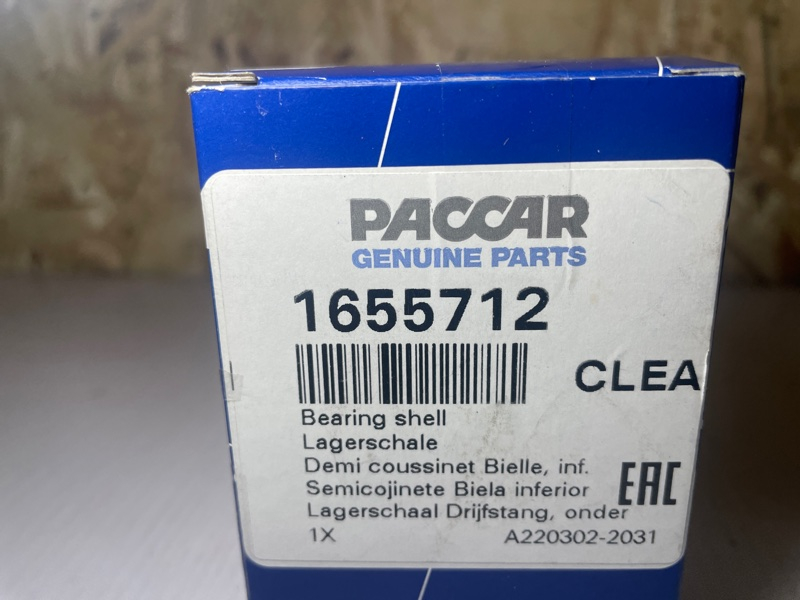 PACCAR
GENUINE PARTS
1655712
CLEA
Bearing shell
Lagerschale
Demi coussinet Bielle, inf.
Semicojinete Biela inferior
EAC
Lagerschaal Drijfstang, onder
1X A220302-2031